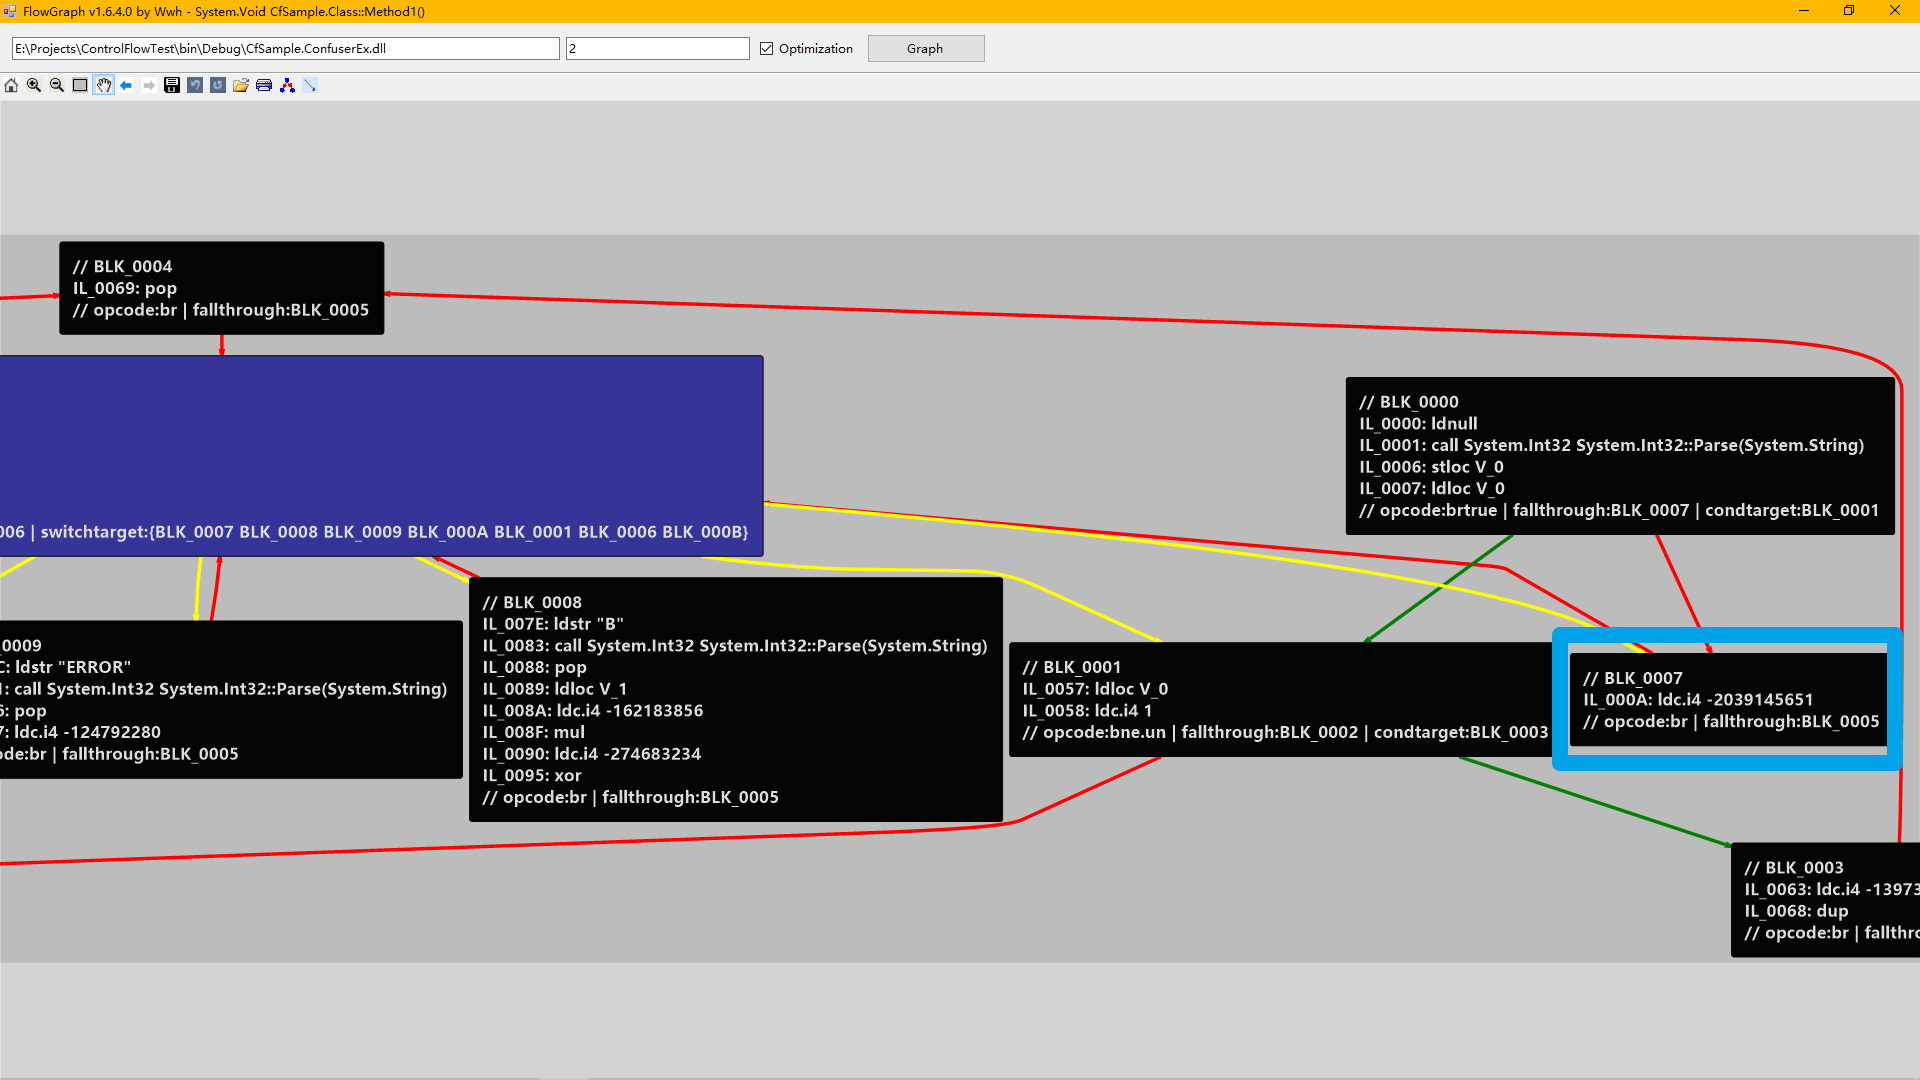 FlowGraph v1.6.4.0 by Wwh - System.Void CfSample.Class::Method1()
E:\Projects\ControlFlowTest\bin\Debug\CfSample.ConfuserEx.dll
2
Optimization
Graph
// BLK_0004
IL_0069: pop
// opcode:br | fallthrough:BLK_0005
006 | switchtarget:{BLK_0007 BLK_0008 BLK_0009 BLK_000A BLK_0001 BLK_0006 BLK_000B}
// BLK_0000
IL_0000: ldnull
IL_0001: call System.Int32 System.Int32::Parse(System.String)
IL_0006: stloc V_0
IL_0007: ldloc V_0
// opcode:brtrue | fallthrough:BLK_0007 | condtarget:BLK_0001
_0009
C: ldstr "ERROR"
: call System.Int32 System.Int32::Parse(System.String)
: pop
: ldc.i4 -124792280
ode:br | fallthrough:BLK_0005
// BLK_0008
IL_007E: ldstr "B"
IL_0083: call System.Int32 System.Int32::Parse(System.String)
IL_0088: pop
IL_0089: ldloc V_1
IL_008A: ldc.i4 -162183856
IL_008F: mul
IL_0090: ldc.i4 -274683234
IL_0095: xor
// opcode:br | fallthrough:BLK_0005
// BLK_0001
IL_0057: ldloc V_0
IL_0058: ldc.i4 1
// opcode:bne.un | fallthrough:BLK_0002 | condtarget:BLK_0003
// BLK_0007
IL_000A: ldc.i4 -2039145651
// opcode:br | fallthrough:BLK_0005
// BLK_0003
IL_0063: ldc.i4 -13973
IL_0068: dup
// opcode:br | fallthro